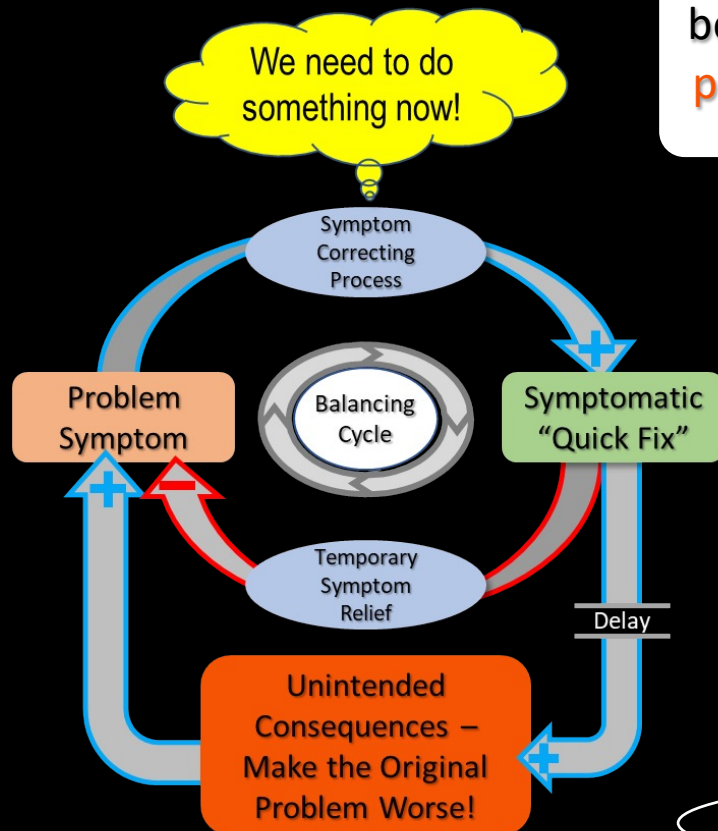 We need to do
something now!
Symptom
Correcting
Process
+
Problem
Symptom
Balancing
Cycle
Symptomatic
“Quick Fix”
+
−
Temporary
Symptom
Relief
Delay
Unintended
Consequences –
Make the Original
Problem Worse!
+